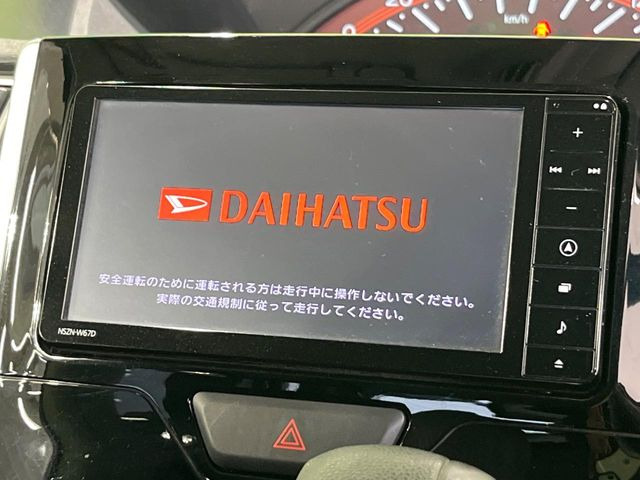 km/h
DAIHATSU
安全運転のために運転される方は走行中に操作しないでください。
実際の交通規制に従って走行してください。
NSZN-W67D